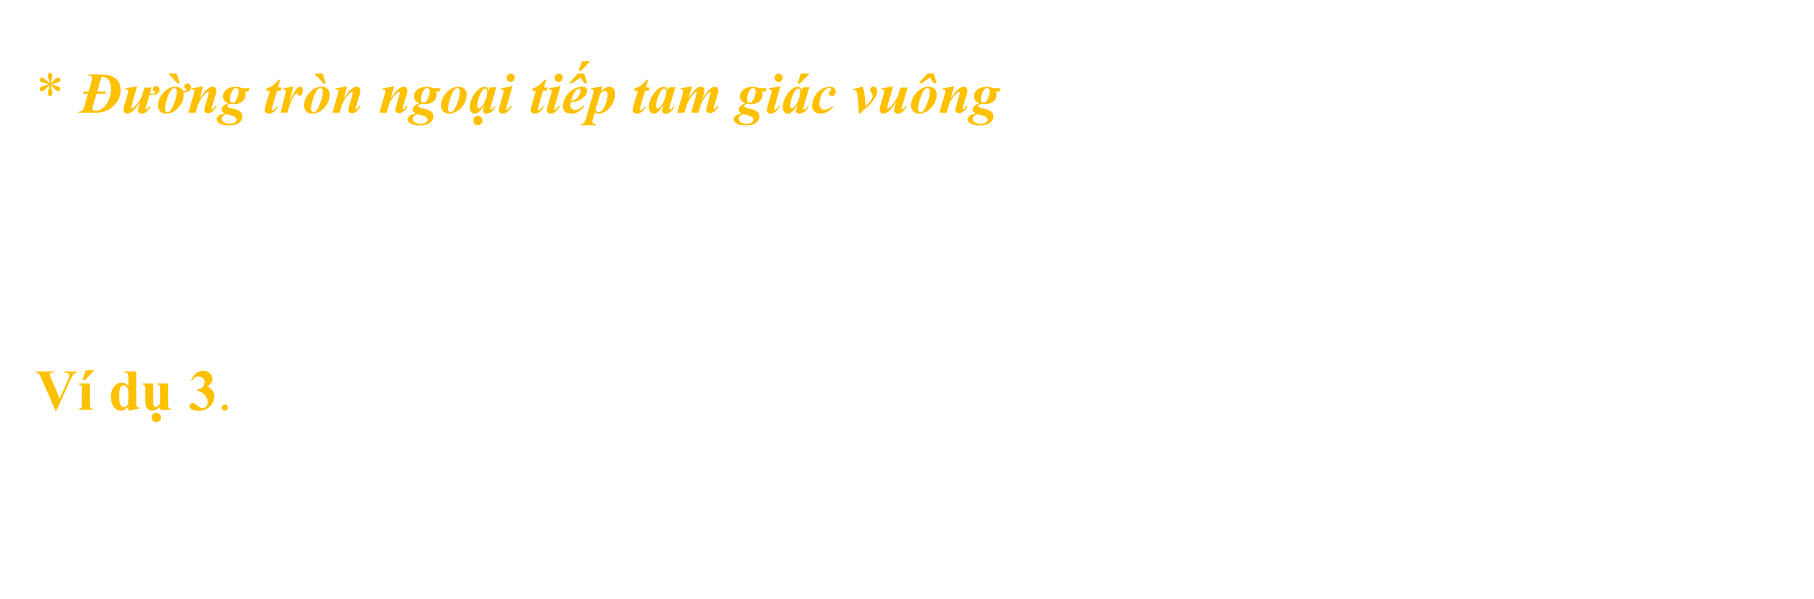 * Đường tròn ngoại tiếp tam giác vuông
Ví dụ 3.